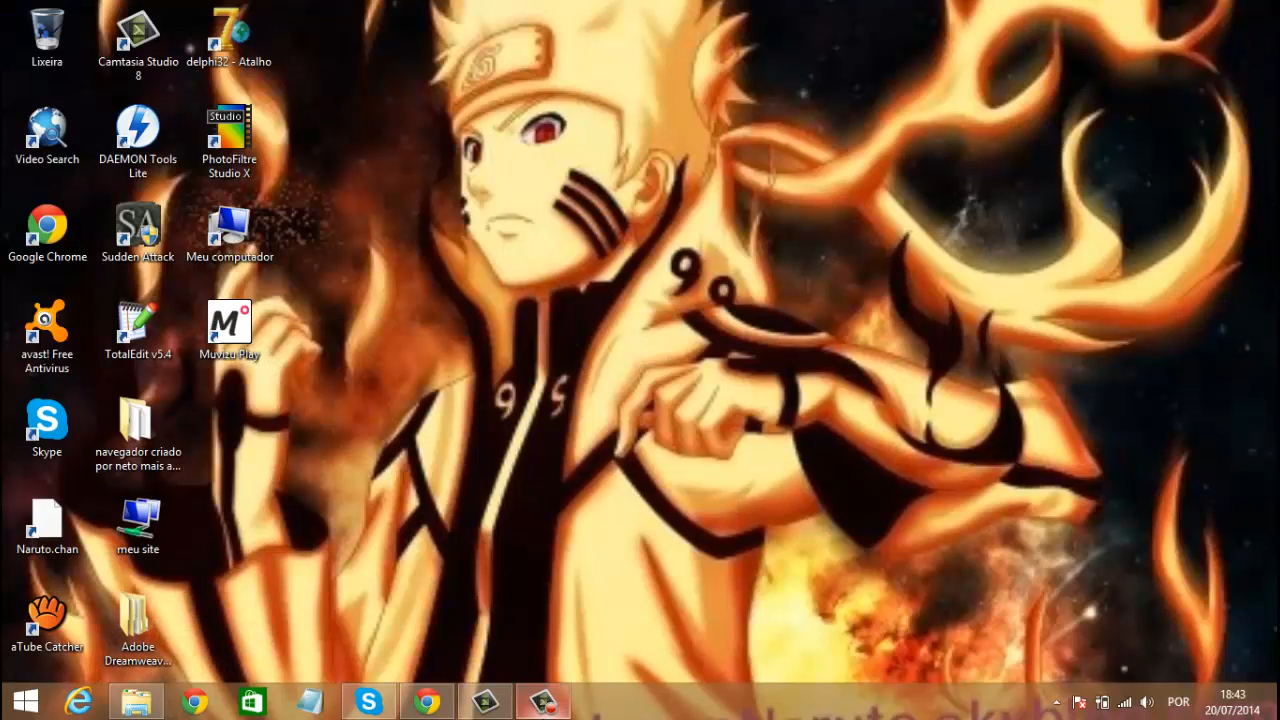 Lixeira
Camtasia Studio
8
delphi32 - Atalho
Video Search
DAEMON Tools
Lite
Studio
PhotoFiltre
Studio X
Google Chrome
SA
Sudden Attack
Meu computador
avast! Free
Antivirus
TotalEdit v5.4
M
Muvizu Play
Skype
navegador criado
por neto mais a...
Naruto.chan
meu site
aTube Catcher
Adobe
Dreamweav...
POR
18:43
20/07/2014